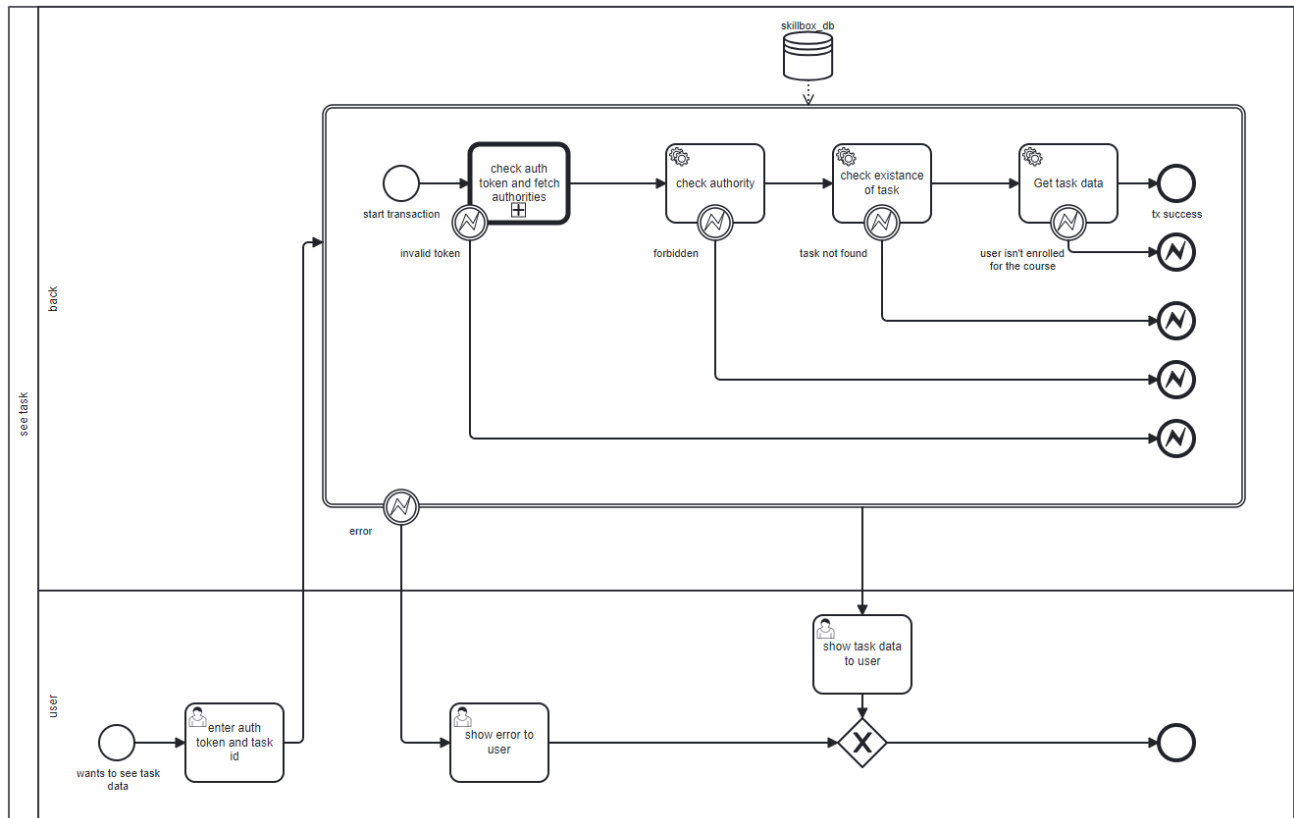 see task
back
skillbox_db
start transaction
check auth
token and fetch
authorities
invalid token
check authority
forbidden
check existance
of task
task not found
Get task data
user isn't enrolled
for the course
tx success
error
user
wants to see task
data
enter auth
token and task
id
show error to
user
show task data
to user